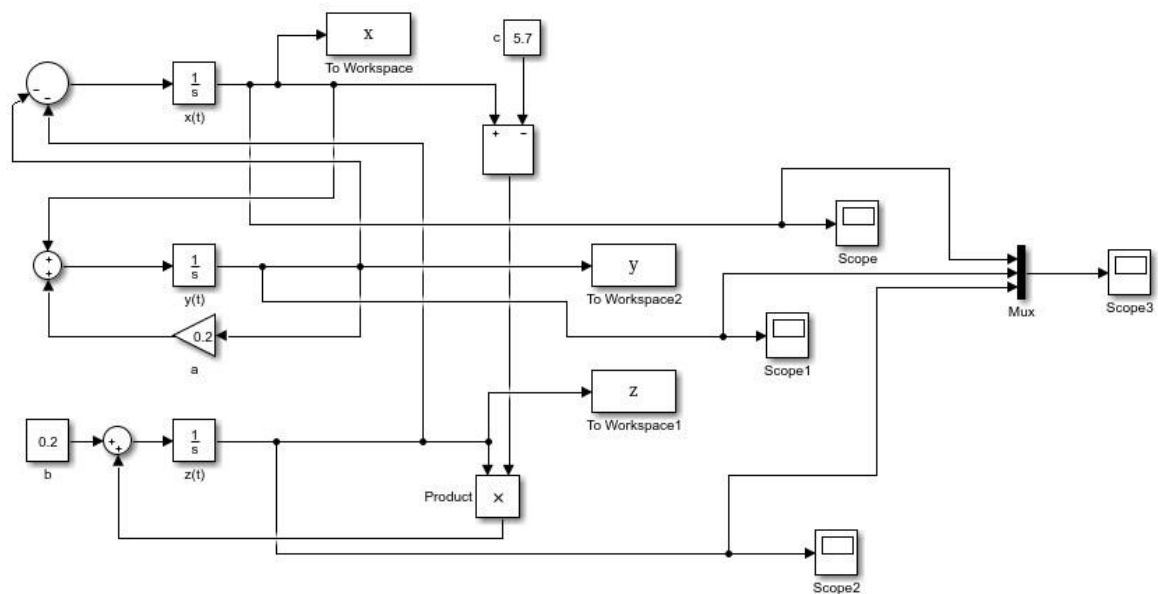 x
To Workspace
c
5.7
- -
1
s
x(t)
+ -
Scope
+
+
1
s
y(t)
y
To Workspace2
Mux
Scope3
0.2
a
Scope1
z
To Workspace1
0.2
b
+
+
1
s
z(t)
Product
×
Scope2